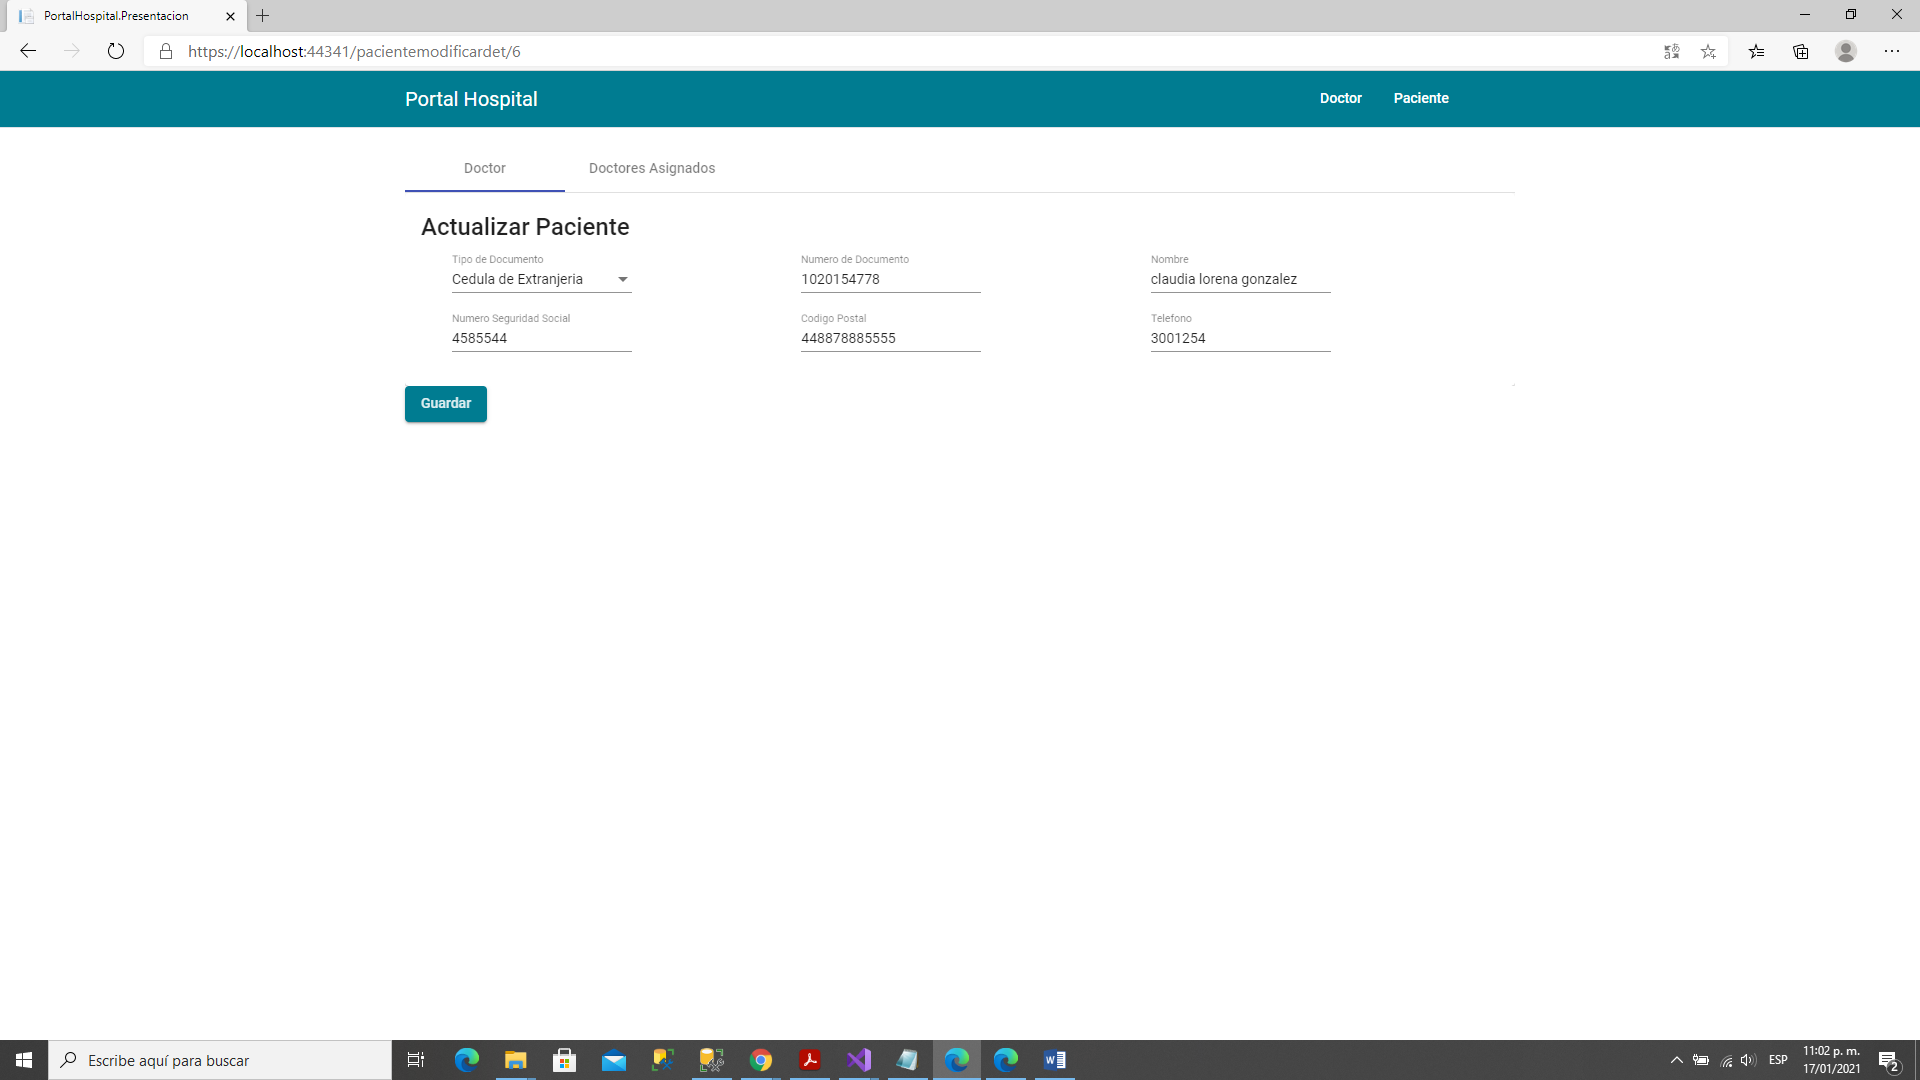 PortalHospital.Presentacion
https://localhost:44341/pacientemodificardet/6
Portal Hospital
Doctor
Paciente
Doctor
Doctores Asignados
Actualizar Paciente
Tipo de Documento
Numero de Documento
Nombre
Cedula de Extranjeria
1020154778
claudia lorena gonzalez
Numero Seguridad Social
Codigo Postal
Telefono
4585544
448878885555
3001254
Guardar
Escribe aquí para buscar
ESP
11:02 p. m.
17/01/2021
2